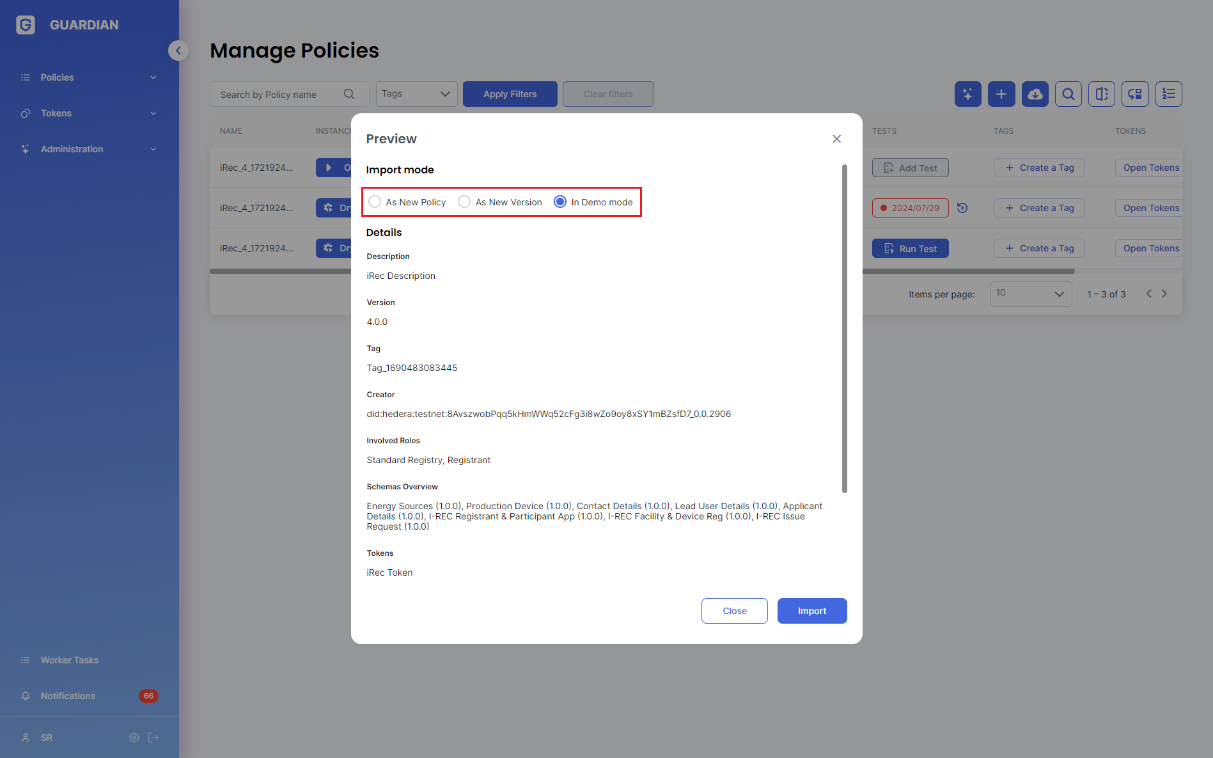 GUARDIAN
Policies
Tokens
Administration
Worker Tasks
Notifications
66
SR
Manage Policies
Search by Policy name
Tags
Apply Filters
Clear filters
NAME
TESTS
TAGS
TOKENS
iRec_4_1721924...
Add Test
Create a Tag
Open Tokens
iRec_4_1721924...
2024/07/29
Create a Tag
Open Tokens
iRec_4_1721924...
Run Test
Create a Tag
Open Tokens
Items per page:
10
1 – 3 of 3
Preview
Import mode
As New Policy
As New Version
In Demo mode
Details
Description
iRec Description
Version
4.0.0
Tag
Tag_1690483083445
Creator
did:hedera:testnet:8AvszwobPqq5kHmWWq52cFg3i8wZo9oy8xSY1mBZsfD7_0.0.2906
Involved Roles
Standard Registry, Registrant
Schemas Overview
Energy Sources (1.0.0), Production Device (1.0.0), Contact Details (1.0.0), Lead User Details (1.0.0), Applicant
Details (1.0.0), I-REC Registrant & Participant App (1.0.0), I-REC Facility & Device Reg (1.0.0), I-REC Issue
Request (1.0.0)
Tokens
iRec Token
Close
Import